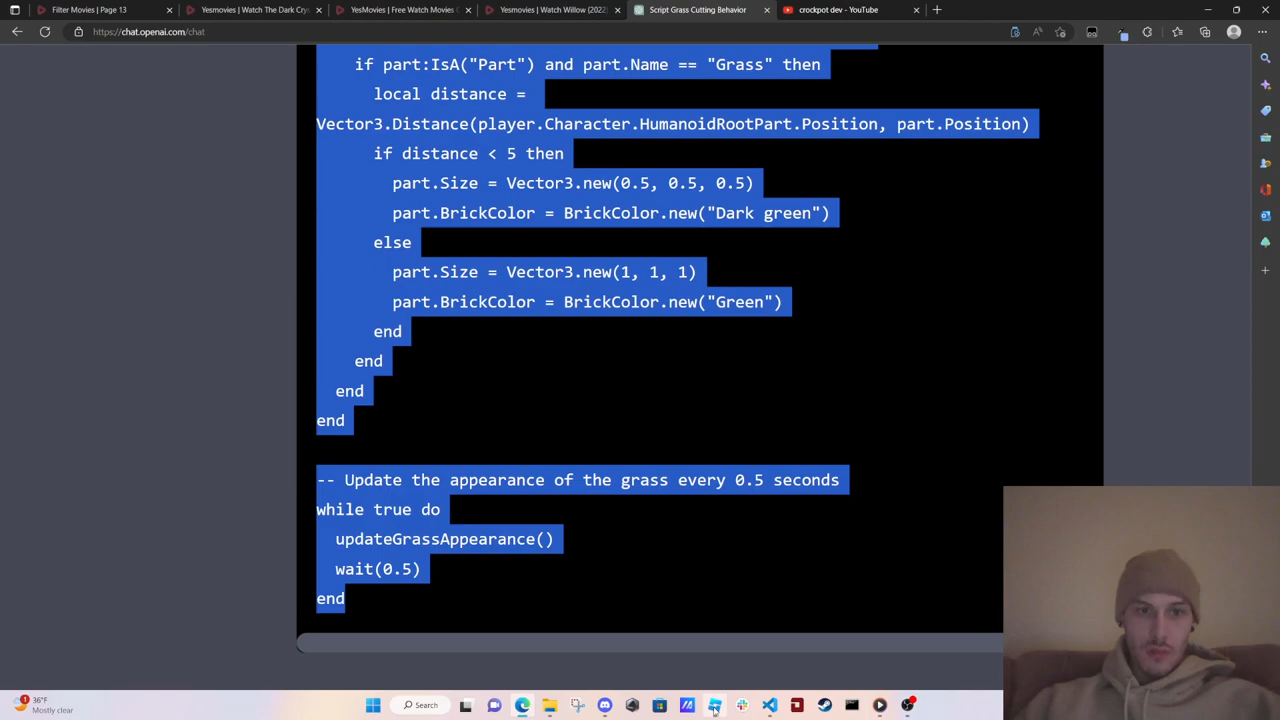 Filter Movies | Page 13
Yesmovies | Watch The Dark Cry
YesMovies | Free Watch Movies O
Yesmovies | Watch Willow (2022)
Script Grass Cutting Behavior
crockpot dev - YouTube
https://chat.openai.com/chat
if part:IsA("Part") and part.Name == "Grass" then
local distance =
Vector3.Distance(player.Character.HumanoidRootPart.Position, part.Position)
if distance < 5 then
part.Size = Vector3.new(0.5, 0.5, 0.5)
part.BrickColor = BrickColor.new("Dark green")
else
part.Size = Vector3.new(1, 1, 1)
part.BrickColor = BrickColor.new("Green")
end
end
end
end
-- Update the appearance of the grass every 0.5 seconds
while true do
updateGrassAppearance()
wait(0.5)
end
1
36°F
Mostly clear
Search